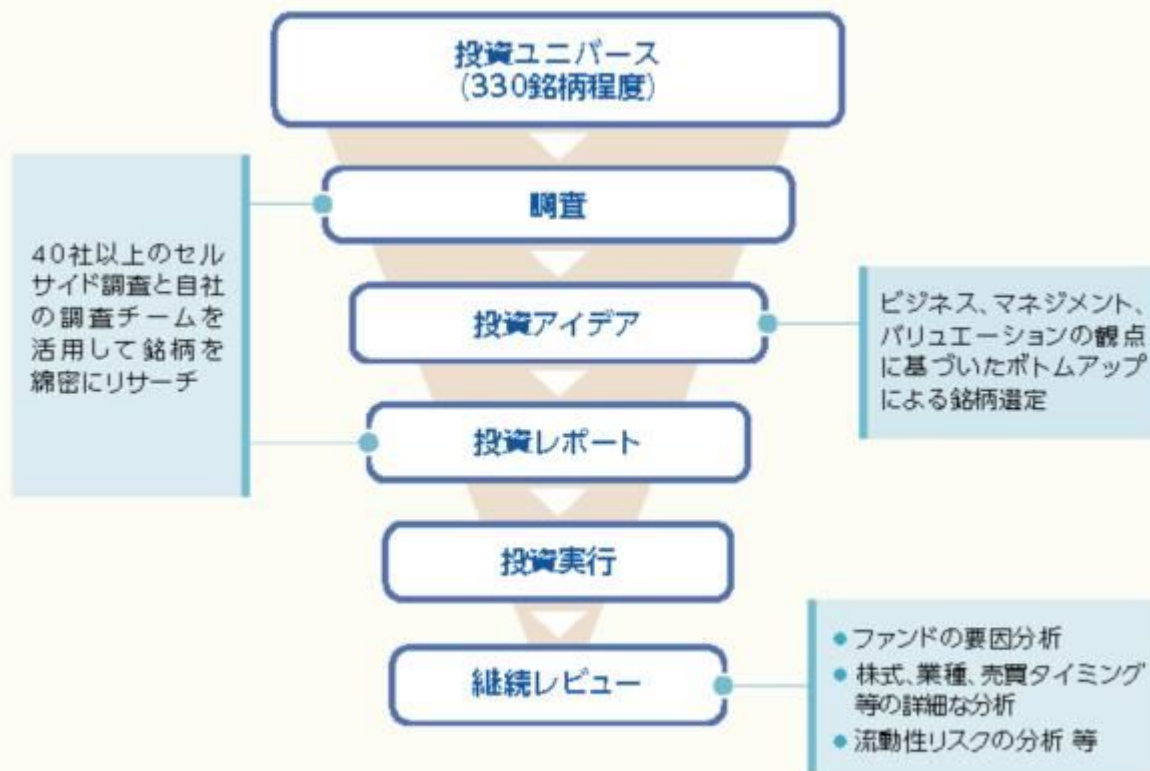 投資ユニバース
(330銘柄程度)
調査
40社以上のセル
サイド調査と自社
の調査チームを
活用して銘柄を
綿密にリサーチ
投資アイデア
ビジネス、マネジメント、
バリュエーションの観点
に基づいたボトムアップ
による銘柄選定
投資レポート
投資実行
継続レビュー
● ファンドの要因分析
● 株式、業種、売買タイミング
等の詳細な分析
● 流動性リスクの分析 等